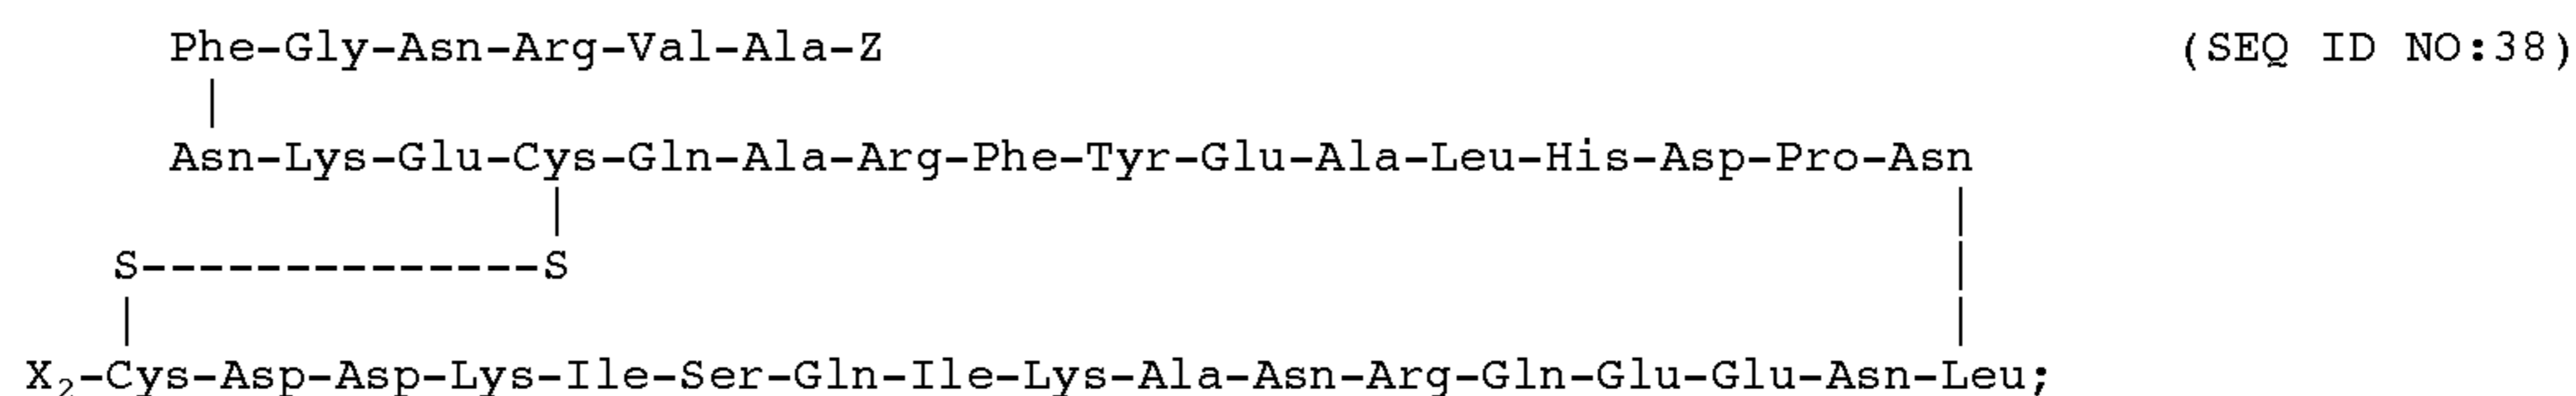 Phe-Gly-Asn-Arg-Val-Ala-Z (SEQ ID NO:38)
|
Asn-Lys-Glu-Cys-Gln-Ala-Arg-Phe-Tyr-Glu-Ala-Leu-His-Asp-Pro-Asn
| |
S--------------S |
| |
X₂-Cys-Asp-Asp-Lys-Ile-Ser-Gln-Ile-Lys-Ala-Asn-Arg-Gln-Glu-Glu-Asn-Leu;